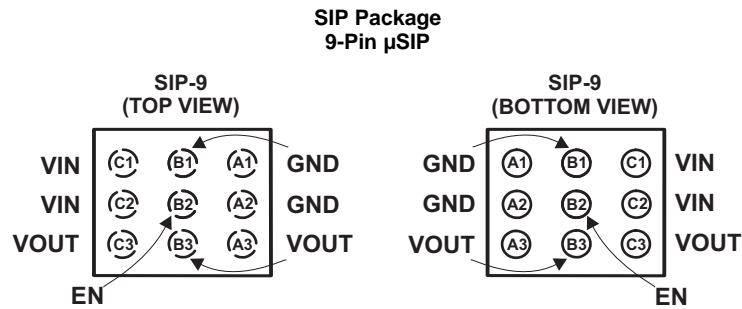 SIP Package
9-Pin µSIP
SIP-9
(TOP VIEW)
VIN C1 B1 A1 GND
VIN C2 B2 A2 GND
VOUT C3 B3 A3 VOUT
EN
SIP-9
(BOTTOM VIEW)
GND A1 B1 C1 VIN
GND A2 B2 C2 VIN
VOUT A3 B3 C3 VOUT
EN